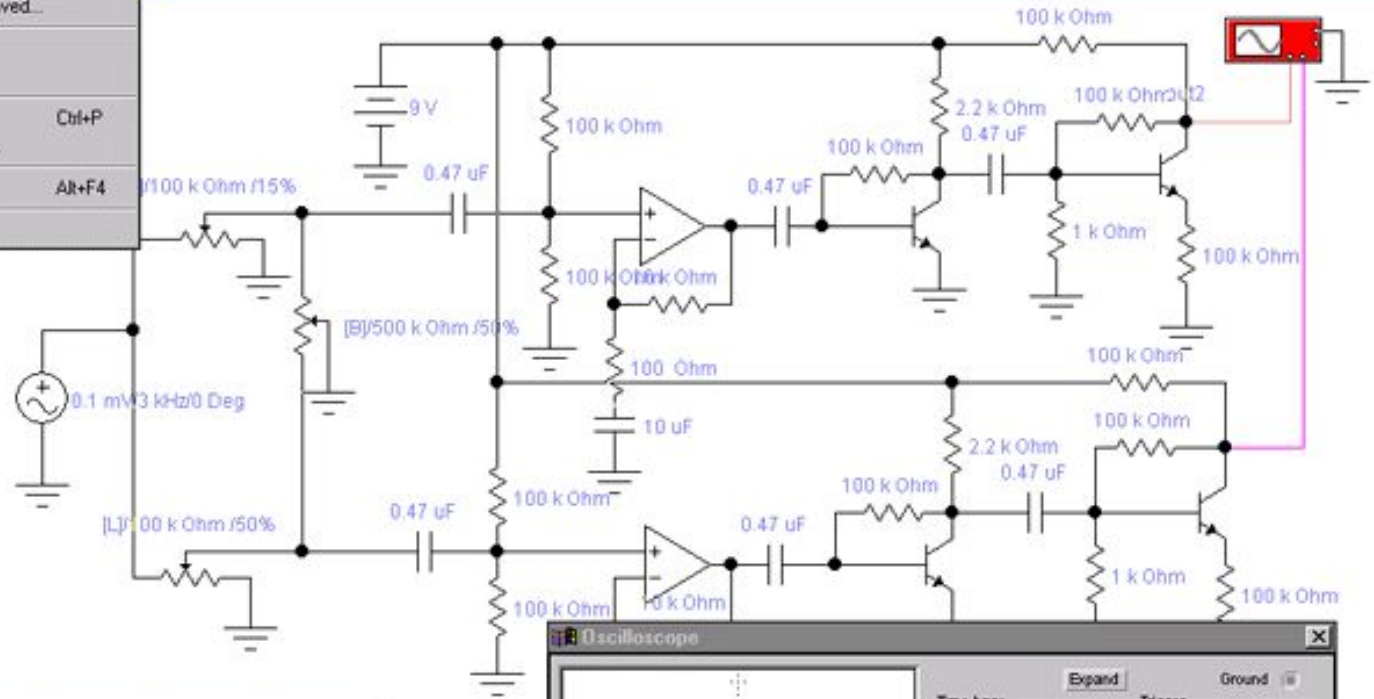 Ctrl+P
Alt+F4
100 k Ohm
9 V
100 k Ohm
2.2 k Ohm
100 k Ohm
0.47 uF
100 k Ohm
0.47 uF
/100 k Ohm /15%
0.47 uF
+
−
1 k Ohm
100 k Ohm
100 k Ohm
[B]/500 k Ohm /50%
100 Ohm
100 k Ohm
0.1 mV/3 kHz/0 Deg
10 uF
100 k Ohm
2.2 k Ohm
0.47 uF
100 k Ohm
100 k Ohm
0.47 uF
0.47 uF
[L]/100 k Ohm /50%
+
−
1 k Ohm
100 k Ohm
100 k Ohm
Oscilloscope
Expand
Ground